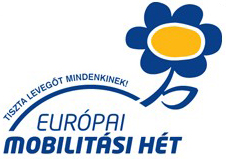 TISZTA LEVEGŐT MINDENKINEK!
EURÓPAI
MOBILITÁSI HÉT